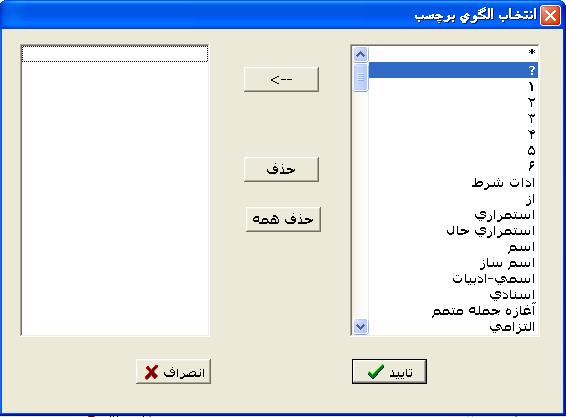 انتخاب الگوي برچسب
*
?
۱
۲
۳
۴
۵
۶
ادات شرط
از
استمراري
استمراري حال
اسم
اسم ساز
اسمي-ادبيات
اسنادي
آغازه جمله متمم
التزامي
<--
حذف
حذف همه
تاييد
انصراف